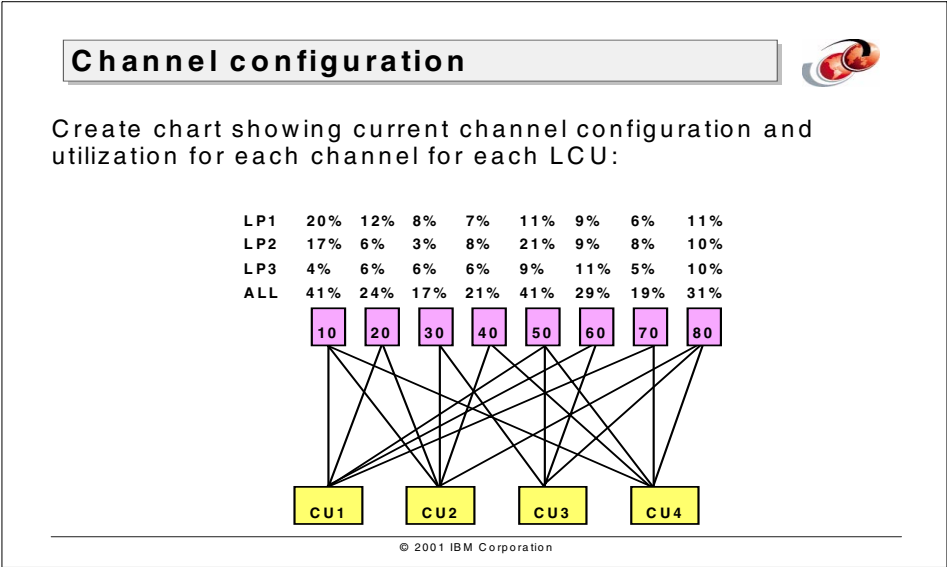 Channel configuration
Create chart showing current channel configuration and
utilization for each channel for each LCU:
LP1 20% 12% 8% 7% 11% 9% 6% 11%
LP2 17% 6% 3% 8% 21% 9% 8% 10%
LP3 4% 6% 6% 6% 9% 11% 5% 10%
ALL 41% 24% 17% 21% 41% 29% 19% 31%
10 20 30 40 50 60 70 80
CU1 CU2 CU3 CU4
© 2001 IBM Corporation